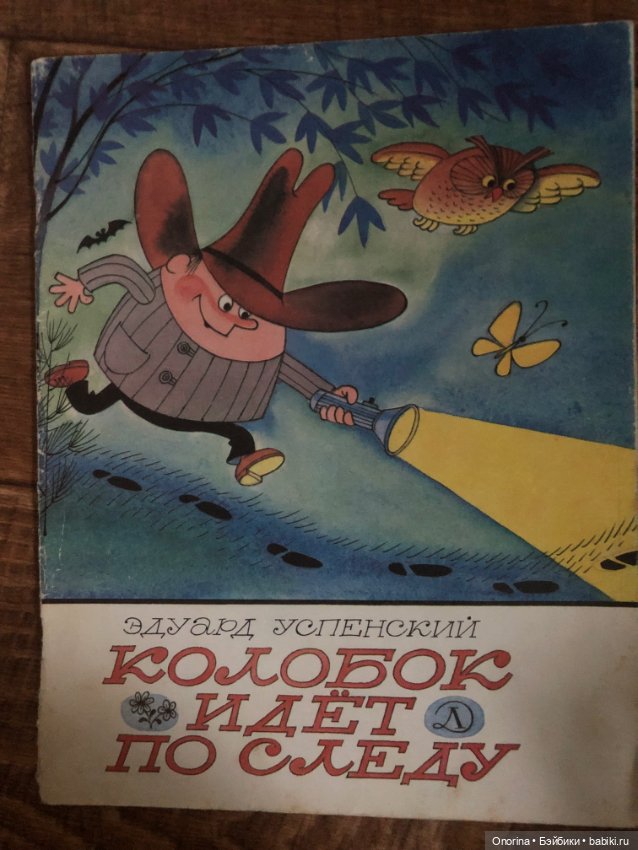 ЭДУАРД УСПЕНСКИЙ
КОЛОБОК
ИДЁТ
Д
ПО СЛЕДУ
Onorina • Бэйбики • babiki.ru